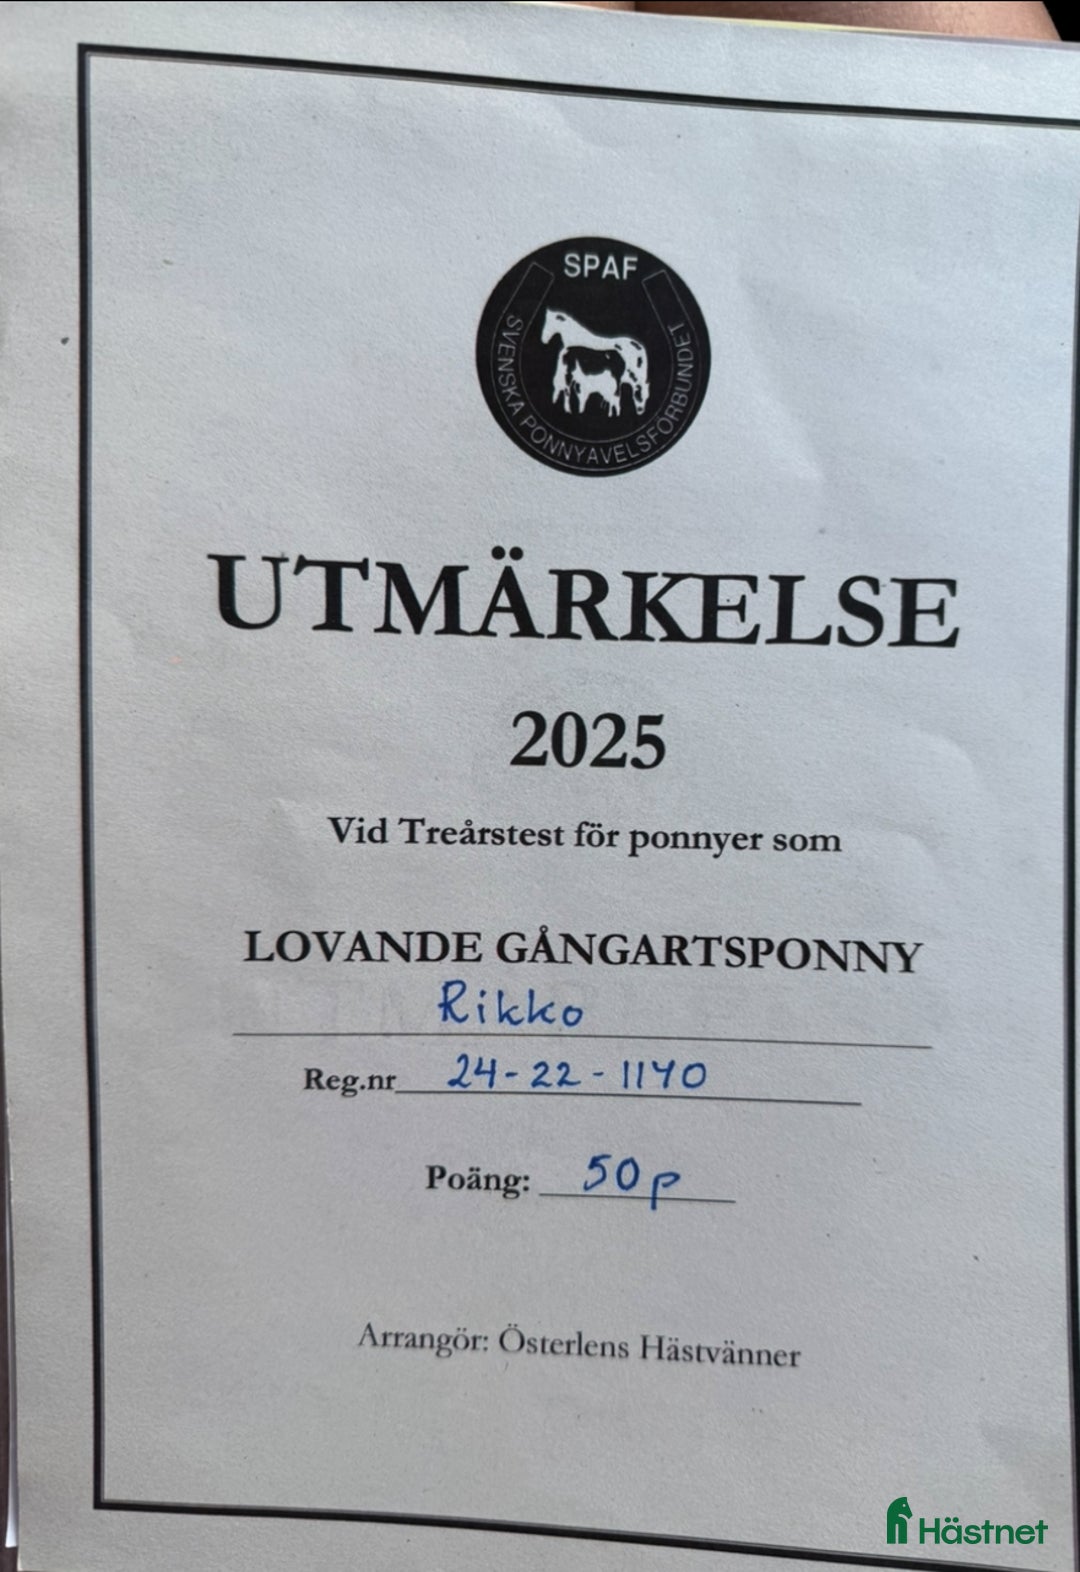 SPAF
SVENSKA PONNYAVELSFÖRBUNDET
UTMÄRKELSE
2025
Vid Treårstest för ponnyer som
LOVANDE GÅNGARTSPONNY
Rikko
Reg.nr 24-22-1140
Poäng: 50p
Arrangör: Österlens Hästvänner
Hästnet